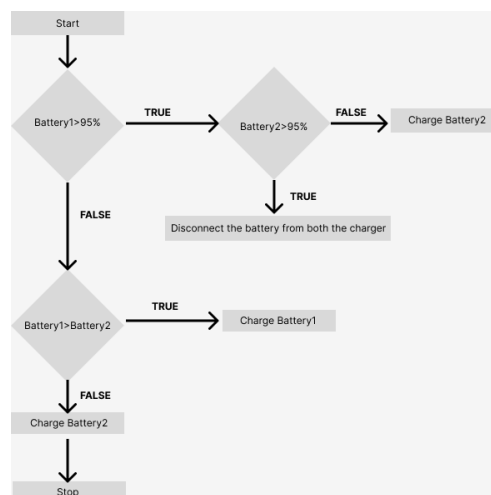 Start
Battery1>95%
TRUE
Battery2>95%
FALSE
Charge Battery2
TRUE
FALSE
Disconnect the battery from both the charger
TRUE
Battery1>Battery2
Charge Battery1
FALSE
Charge Battery2
Stop